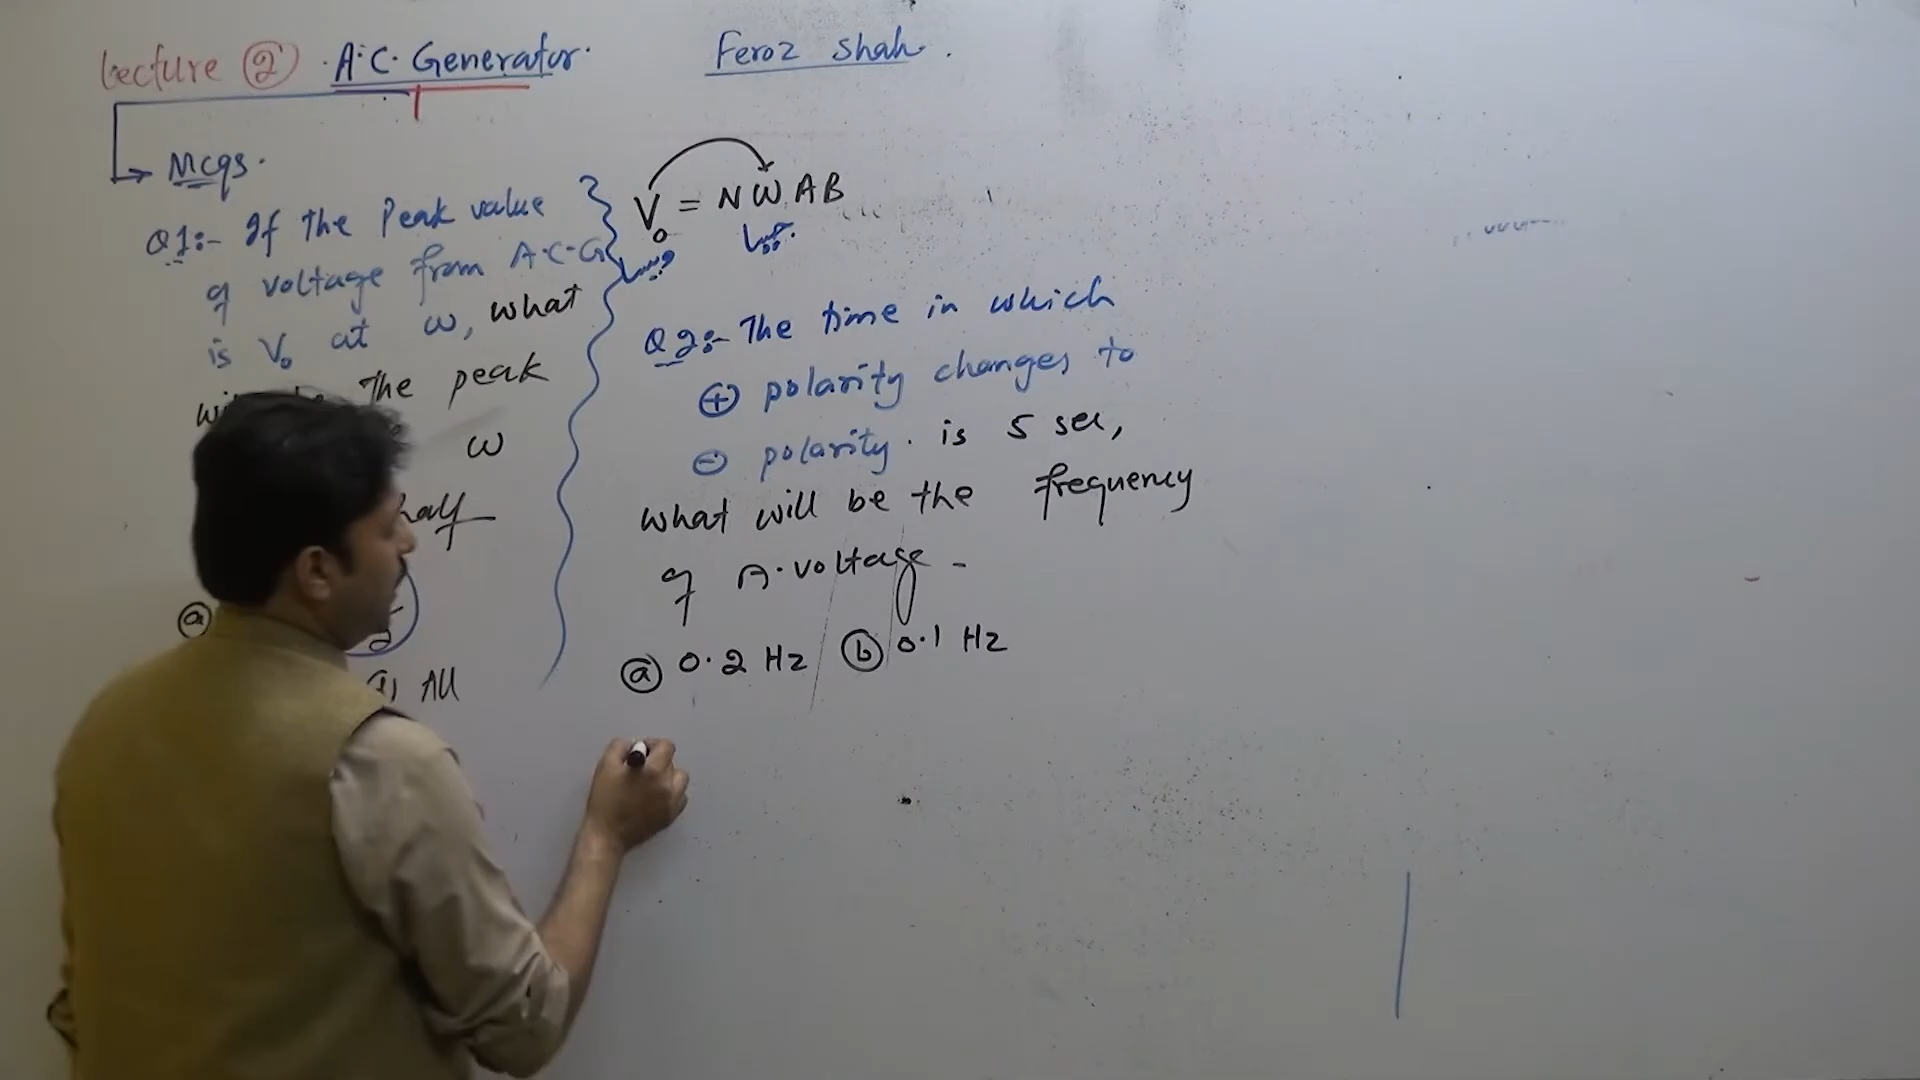 Lecture ② A.C. Generator.
Feroz Shah.
Mcqs.
Q1:- If the Peak value
of voltage from A.C.G
is V₀ at ω, what
the peak
ω
half
ⓐ
2
All
V₀ = NωAB
Q2:- The time in which
⊕ polarity changes to
⊖ polarity. is 5 sec,
what will be the frequency
of A.voltage -
ⓐ 0.2 Hz ⓑ 0.1 Hz